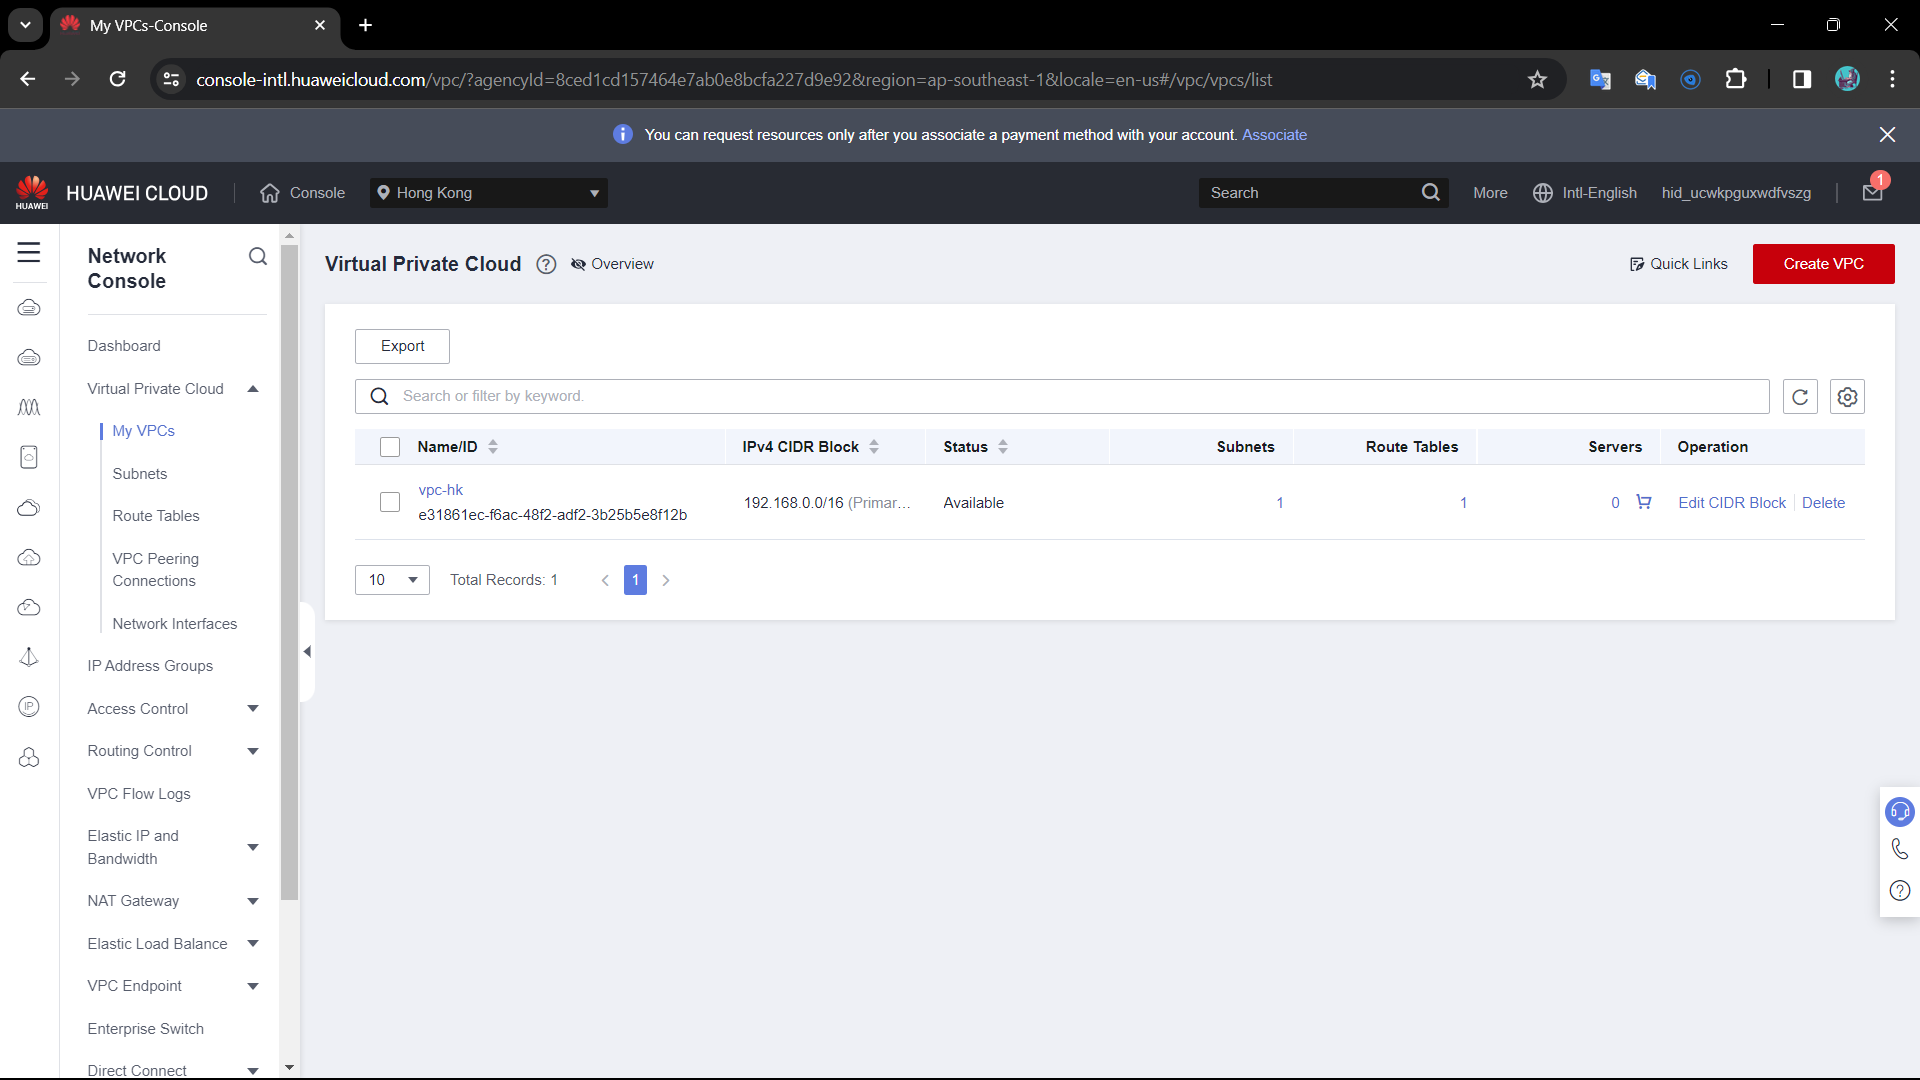 My VPCs-Console
console-intl.huaweicloud.com/vpc/?agencyId=8ced1cd157464e7ab0e8bcfa227d9e92&region=ap-southeast-1&locale=en-us#/vpc/vpcs/list
You can request resources only after you associate a payment method with your account. Associate
HUAWEI
HUAWEI CLOUD
Console
Hong Kong
Search
More
Intl-English
hid_ucwkpguxwdfvszg
1
Network
Console
Dashboard
Virtual Private Cloud
My VPCs
Subnets
Route Tables
VPC Peering
Connections
Network Interfaces
IP Address Groups
Access Control
Routing Control
VPC Flow Logs
Elastic IP and
Bandwidth
NAT Gateway
Elastic Load Balance
VPC Endpoint
Enterprise Switch
Direct Connect
IP
Virtual Private Cloud
Overview
Quick Links
Create VPC
Export
Search or filter by keyword.
Name/ID IPv4 CIDR Block Status Subnets Route Tables Servers Operation
vpc-hk
e31861ec-f6ac-48f2-adf2-3b25b5e8f12b
192.168.0.0/16 (Primar... Available 1 1 0 Edit CIDR Block Delete
10 Total Records: 1 1